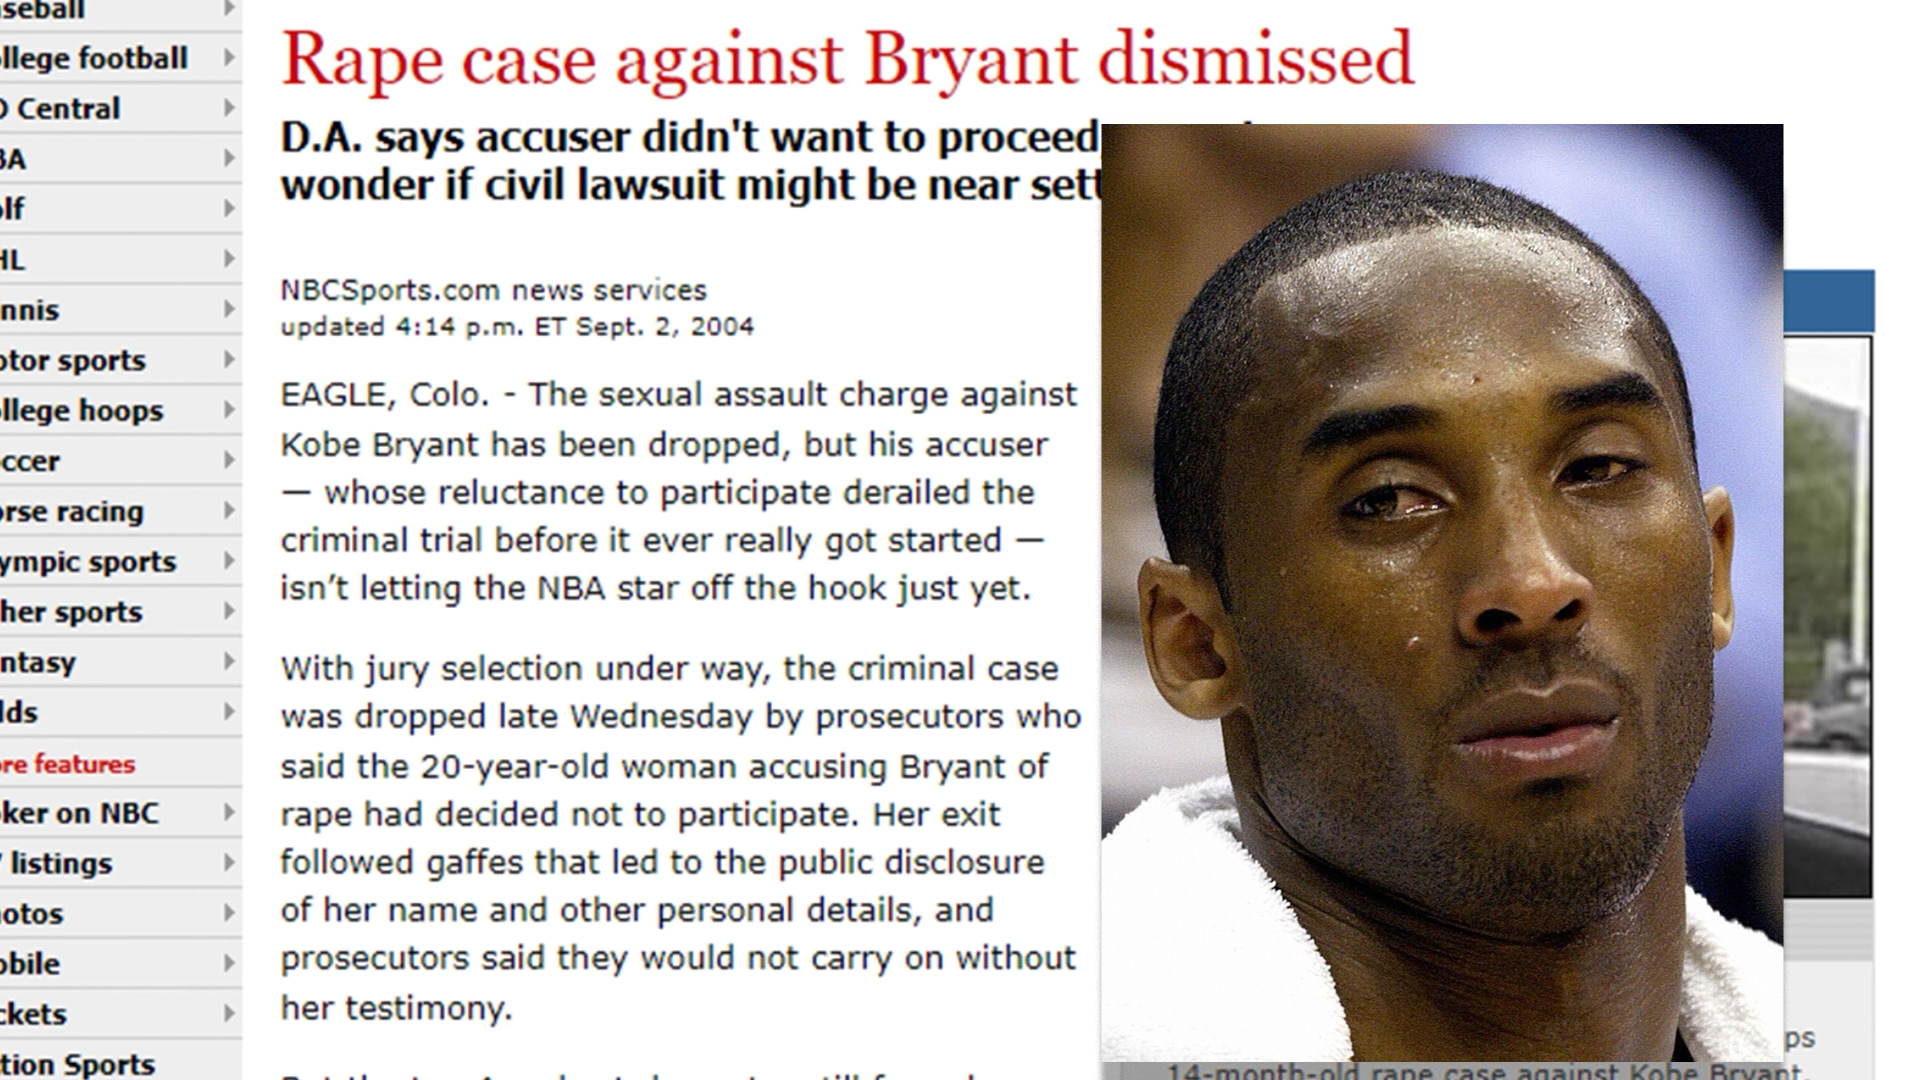 seball
llege football
Central
BA
lf
HL
nnis
tor sports
llege hoops
ccer
rse racing
ympic sports
her sports
ntasy
lds
re features
ker on NBC
listings
otos
obile
ckets
tion Sports
Rape case against Bryant dismissed
D.A. says accuser didn't want to proceed,
wonder if civil lawsuit might be near sett
NBCSports.com news services
updated 4:14 p.m. ET Sept. 2, 2004
EAGLE, Colo. - The sexual assault charge against
Kobe Bryant has been dropped, but his accuser
— whose reluctance to participate derailed the
criminal trial before it ever really got started —
isn’t letting the NBA star off the hook just yet.
With jury selection under way, the criminal case
was dropped late Wednesday by prosecutors who
said the 20-year-old woman accusing Bryant of
rape had decided not to participate. Her exit
followed gaffes that led to the public disclosure
of her name and other personal details, and
prosecutors said they would not carry on without
her testimony.
ps
14-month-old rape case against Kobe Bryant.